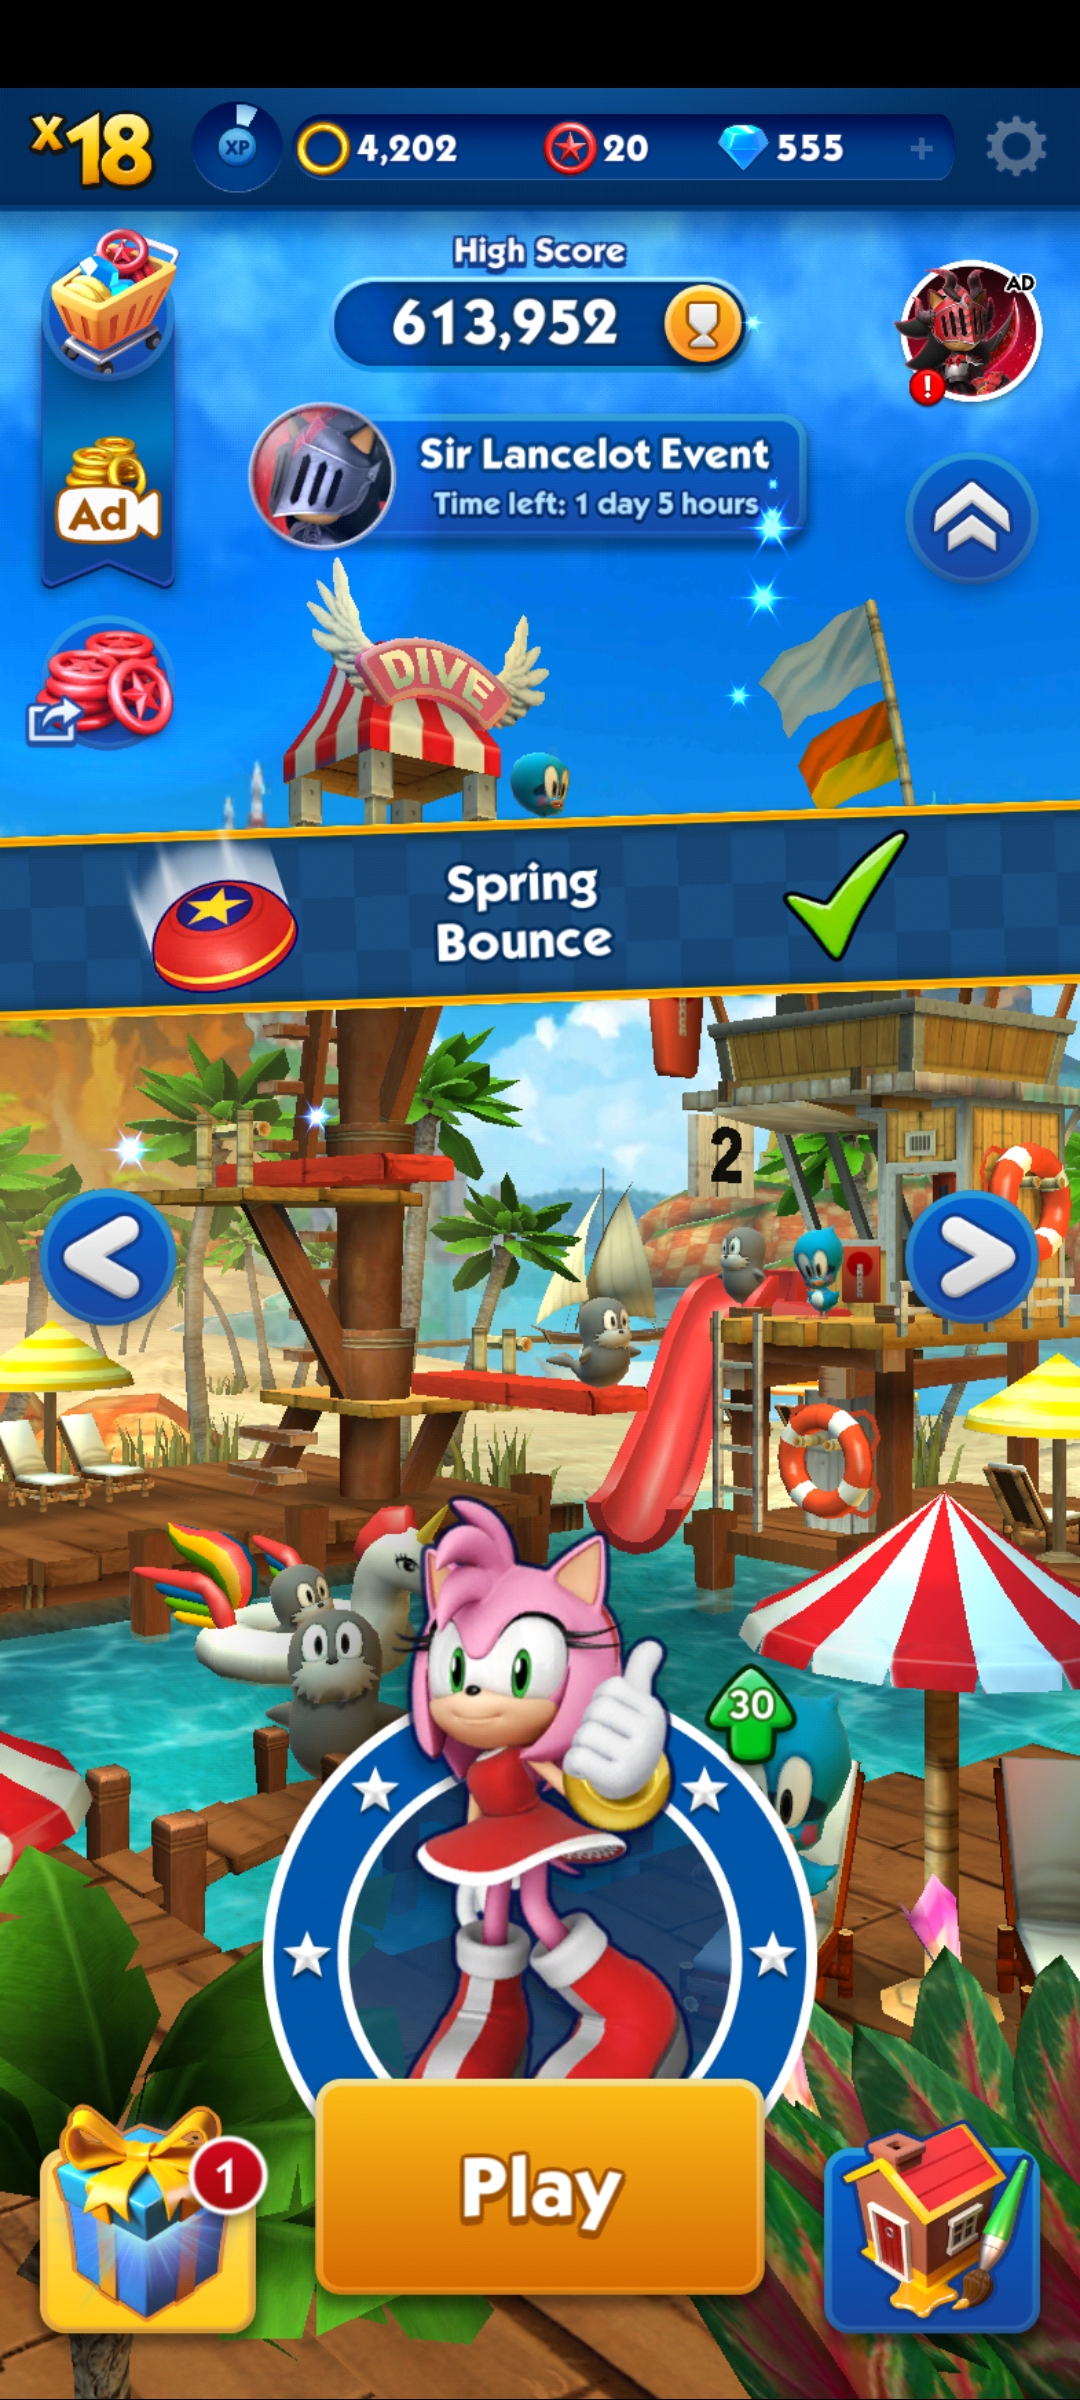 x18
XP
4,202
20
555
+
High Score
613,952
AD
!
Sir Lancelot Event
Time left: 1 day 5 hours
Ad
DIVE
Spring
Bounce
2
30
Play
1